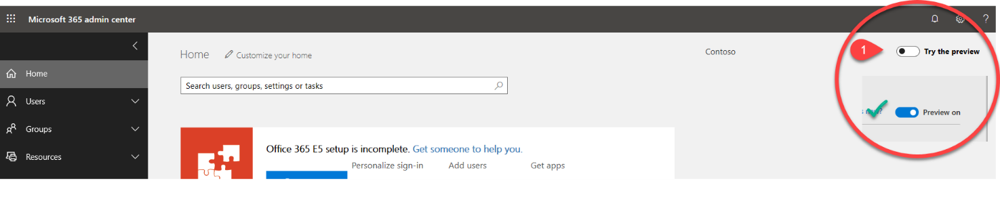 Microsoft 365 admin center
Home
Users
Groups
Resources
Home
Customize your home
Contoso
1
Try the preview
Search users, groups, settings or tasks
Preview on
Office 365 E5 setup is incomplete. Get someone to help you.
Personalize sign-in
Add users
Get apps